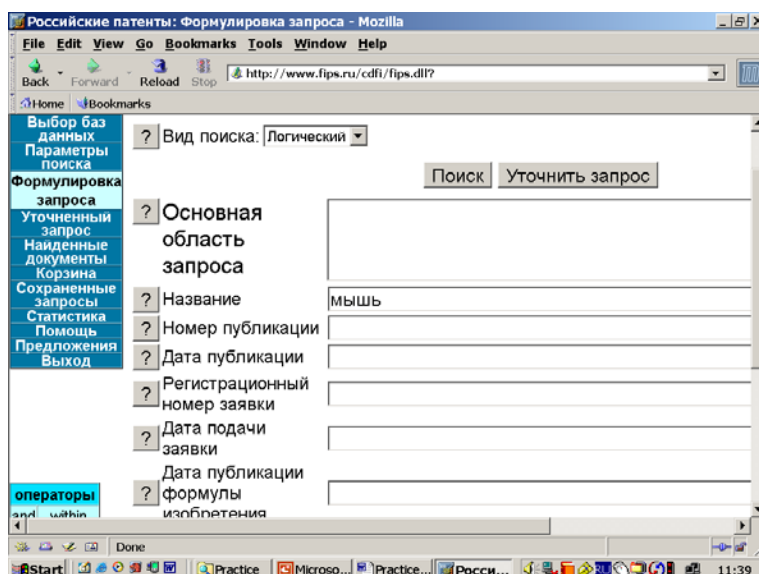 Российские патенты: Формулировка запроса - Mozilla
File Edit View Go Bookmarks Tools Window Help
Back Forward Reload Stop http://www.fips.ru/cdfi/fips.dll?
Home Bookmarks
Выбор баз
данных
Параметры
поиска
Формулировка
запроса
Уточненный
запрос
Найденные
документы
Корзина
Сохраненные
запросы
Статистика
Помощь
Предложения
Выход
? Вид поиска: Логический
Поиск Уточнить запрос
? Основная
область
запроса
? Название мышь
? Номер публикации
? Дата публикации
? Регистрационный
номер заявки
? Дата подачи
заявки
Дата публикации
? формулы
изобретения
операторы
and within
Done
Start Practice Microso... Practice... Росси... 11:39